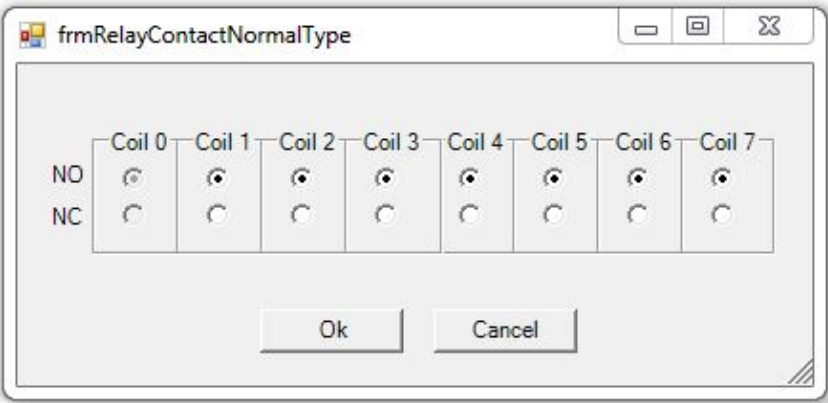 frmRelayContactNormalType
Coil 0 Coil 1 Coil 2 Coil 3 Coil 4 Coil 5 Coil 6 Coil 7
NO
NC
Ok Cancel